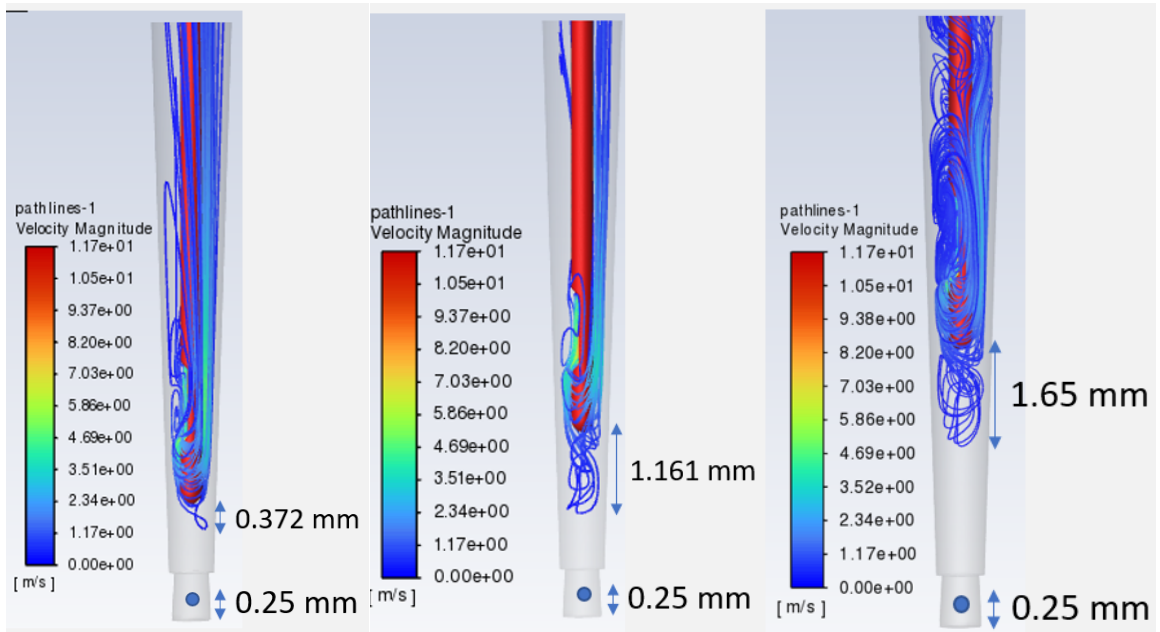 pathlines-1
Velocity Magnitude
1.17e+01
1.05e+01
9.37e+00
8.20e+00
7.03e+00
5.86e+00
4.69e+00
3.51e+00
2.34e+00
1.17e+00
0.00e+00
[ m/s ]
0.372 mm
0.25 mm
pathlines-1
Velocity Magnitude
1.17e+01
1.05e+01
9.37e+00
8.20e+00
7.03e+00
5.86e+00
4.69e+00
3.51e+00
2.34e+00
1.17e+00
0.00e+00
[ m/s ]
1.161 mm
0.25 mm
pathlines-1
Velocity Magnitude
1.17e+01
1.05e+01
9.38e+00
8.20e+00
7.03e+00
5.86e+00
4.69e+00
3.52e+00
2.34e+00
1.17e+00
0.00e+00
[ m/s ]
1.65 mm
0.25 mm